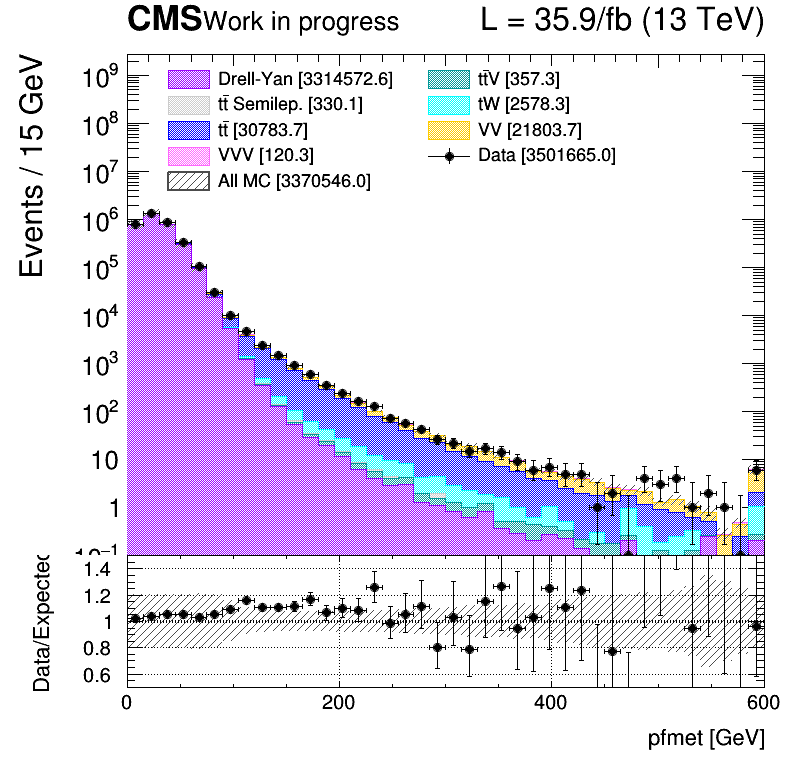 CMS Work in progress L = 35.9/fb (13 TeV)
Events / 15 GeV
10⁹
10⁸
10⁷
10⁶
10⁵
10⁴
10³
10²
10
1
10⁻¹
Drell-Yan [3314572.6]
tt̄ Semilep. [330.1]
tt̄ [30783.7]
VVV [120.3]
All MC [3370546.0]
tt̄V [357.3]
tW [2578.3]
VV [21803.7]
Data [3501665.0]
Data/Expected
1.4
1.2
1
0.8
0.6
0 200 400 600
pfmet [GeV]